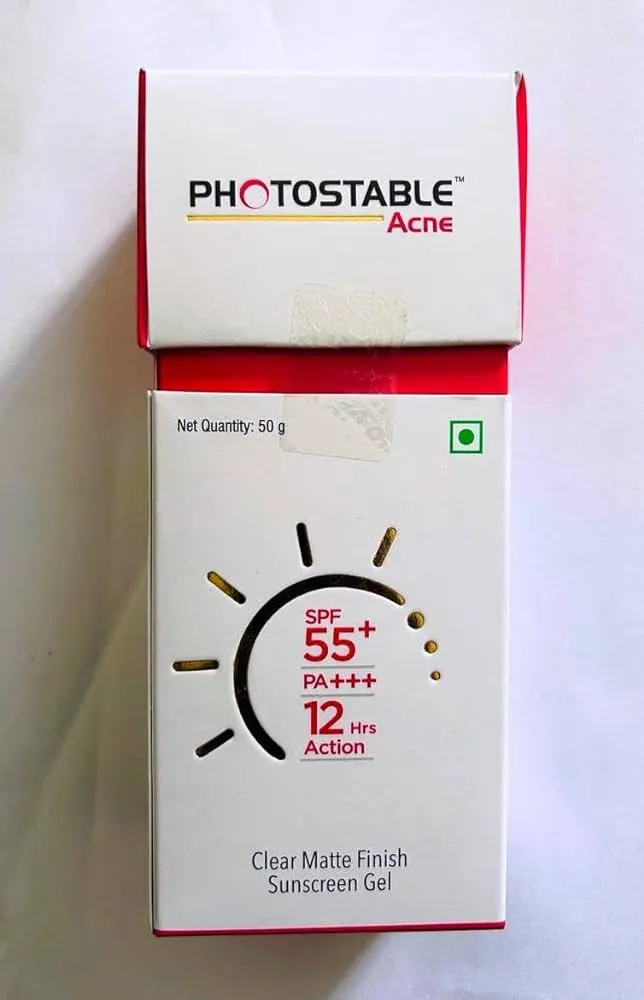 PHOTOSTABLE™
Acne
Net Quantity: 50 g
SPF
55+
PA+++
12 Hrs
Action
Clear Matte Finish
Sunscreen Gel